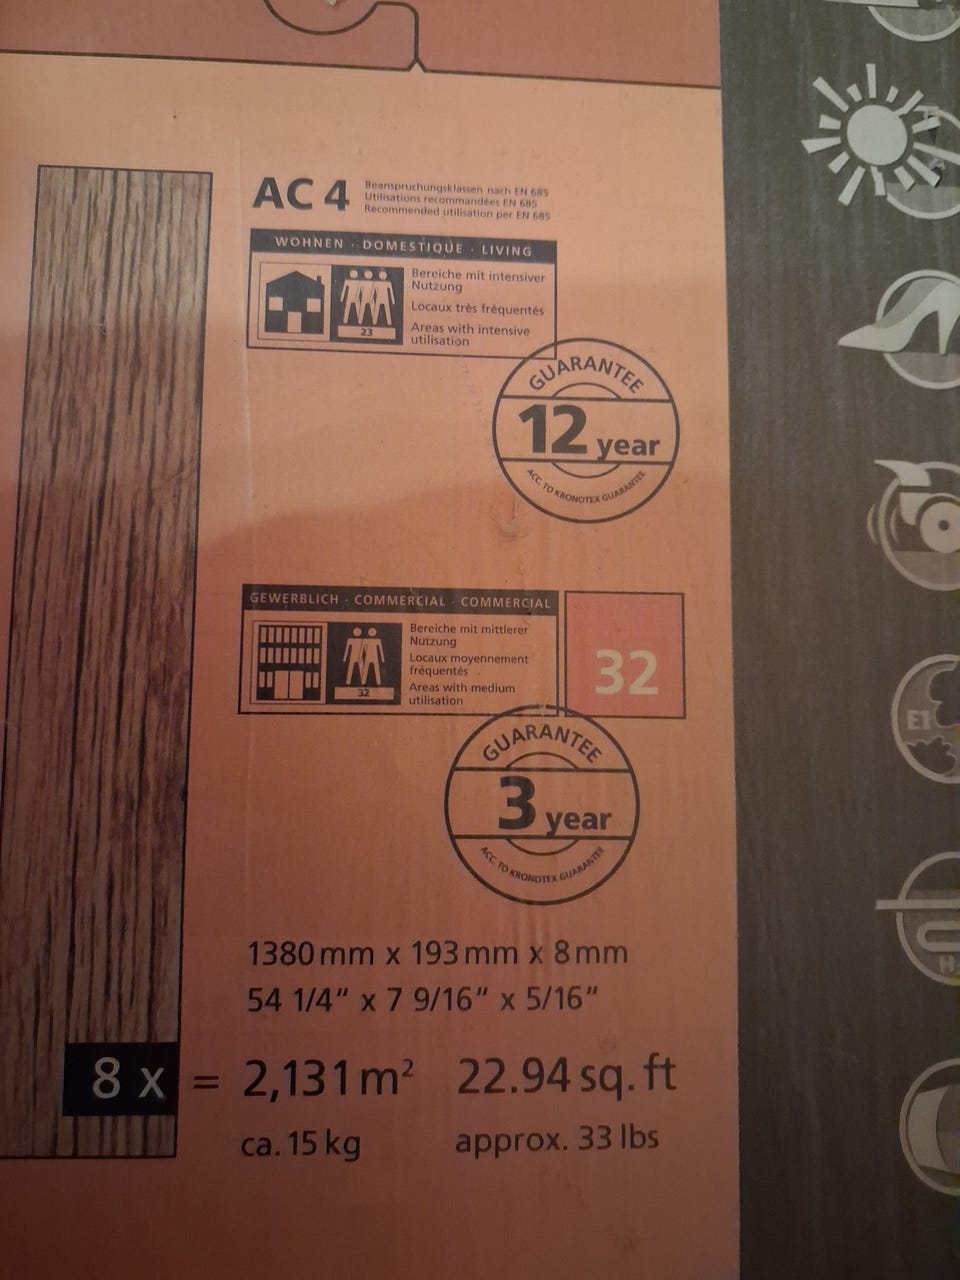 AC 4
Beanspruchungsklassen nach EN 685
Utilisations recommandées EN 685
Recommended utilisation per EN 685
WOHNEN · DOMESTIQUE · LIVING
Bereiche mit intensiver
Nutzung
Locaux très fréquentés
Areas with intensive
utilisation
23
GUARANTEE
12 year
ACC. TO KRONOTEX GUARANTEE
GEWERBLICH · COMMERCIAL · COMMERCIAL
Bereiche mit mittlerer
Nutzung
Locaux moyennement
fréquentés
Areas with medium
utilisation
32
32
GUARANTEE
3 year
ACC. TO KRONOTEX GUARANTEE
E1
H
1380 mm x 193 mm x 8 mm
54 1/4" x 7 9/16" x 5/16"
8 x = 2,131 m² 22.94 sq. ft
ca. 15 kg approx. 33 lbs